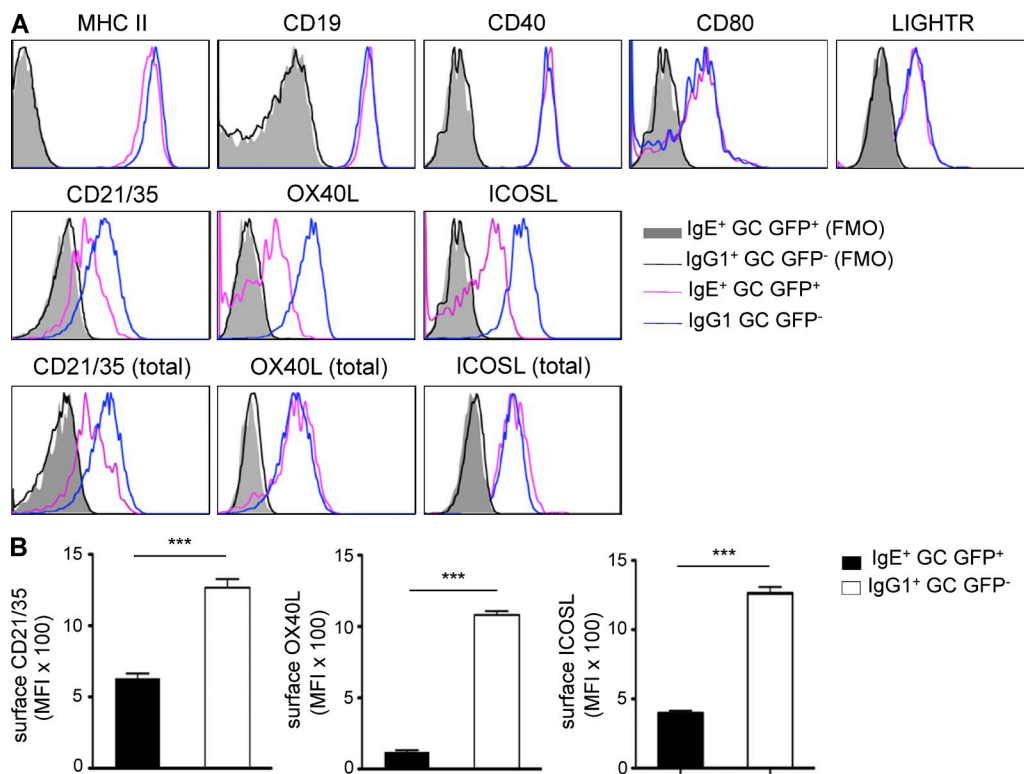 A
MHC II CD19 CD40 CD80 LIGHTR
CD21/35 OX40L ICOSL
IgE+ GC GFP+ (FMO)
IgG1+ GC GFP- (FMO)
IgE+ GC GFP+
IgG1 GC GFP-
CD21/35 (total) OX40L (total) ICOSL (total)
B
surface CD21/35
(MFI x 100)
15
10
5
0
***
surface OX40L
(MFI x 100)
15
10
5
0
***
surface ICOSL
(MFI x 100)
15
10
5
0
***
IgE+ GC GFP+
IgG1+ GC GFP-